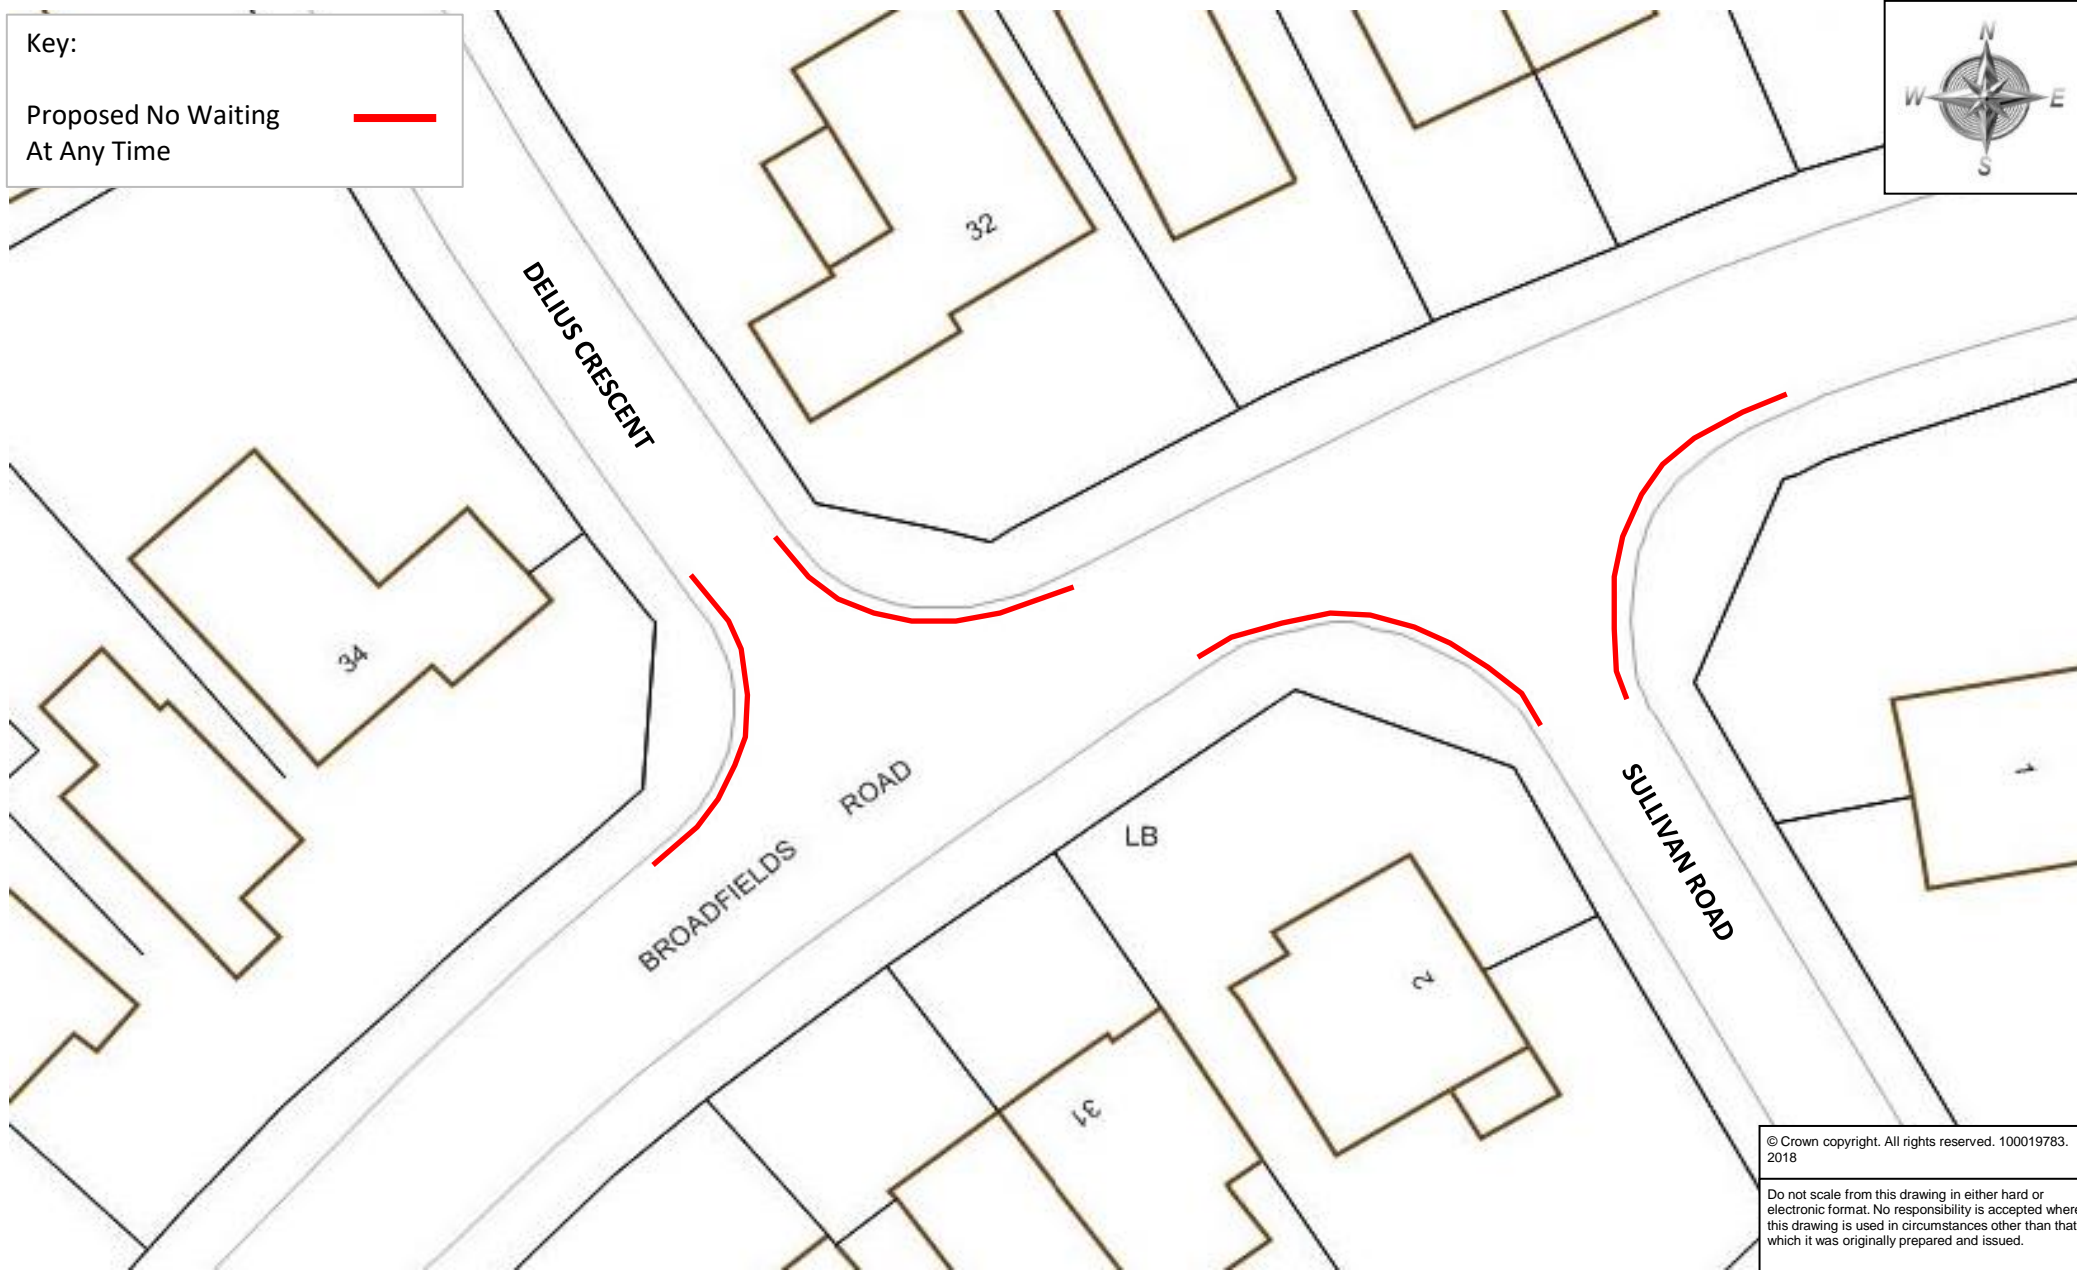 Key:
Proposed No Waiting
At Any Time
N
W
E
S
32
DELIUS CRESCENT
34
BROADFIELDS ROAD
LB
SULLIVAN ROAD
1
2
31
© Crown copyright. All rights reserved. 100019783.
2018
Do not scale from this drawing in either hard or
electronic format. No responsibility is accepted where
this drawing is used in circumstances other than that
which it was originally prepared and issued.